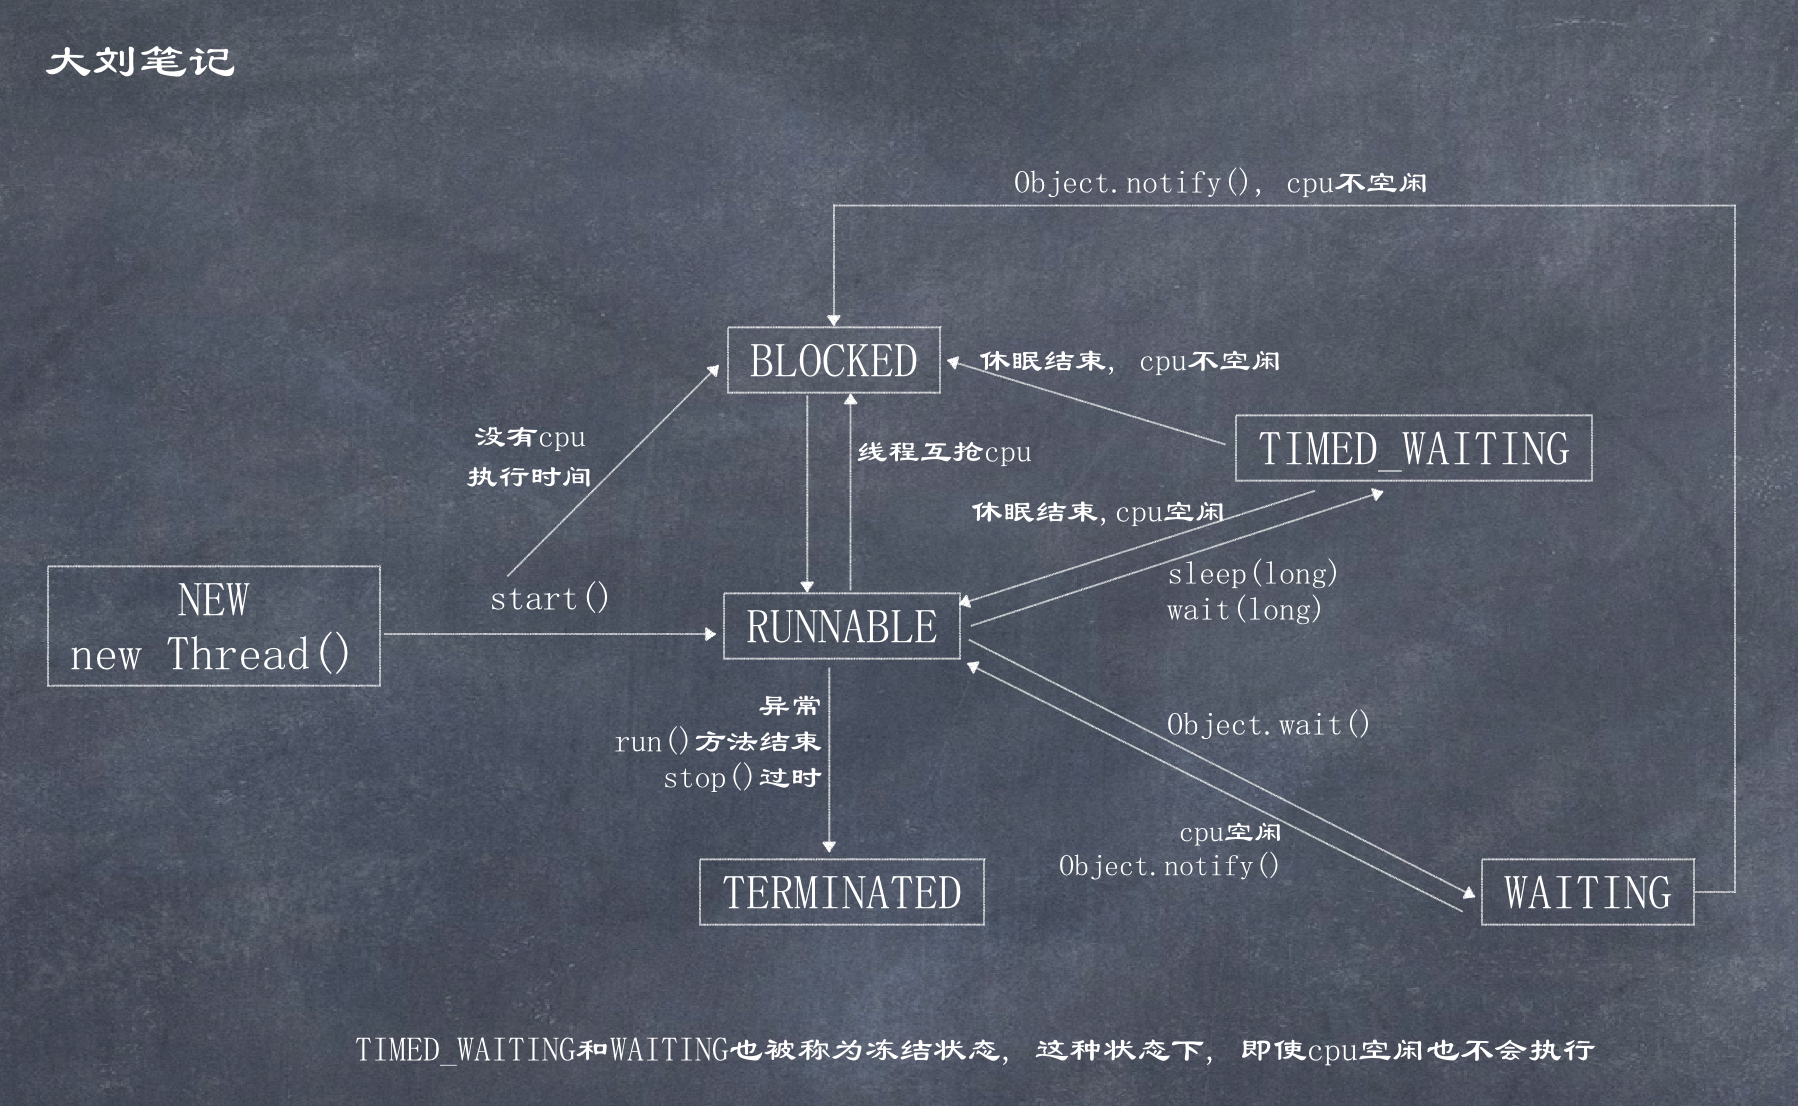 大刘笔记
Object.notify(), cpu不空闲
BLOCKED
休眠结束, cpu不空闲
没有cpu
执行时间
线程互抢cpu
TIMED_WAITING
休眠结束,cpu空闲
NEW
new Thread()
start()
RUNNABLE
sleep(long)
wait(long)
异常
run()方法结束
stop()过时
Object.wait()
cpu空闲
Object.notify()
TERMINATED
WAITING
TIMED_WAITING和WAITING也被称为冻结状态, 这种状态下, 即使cpu空闲也不会执行